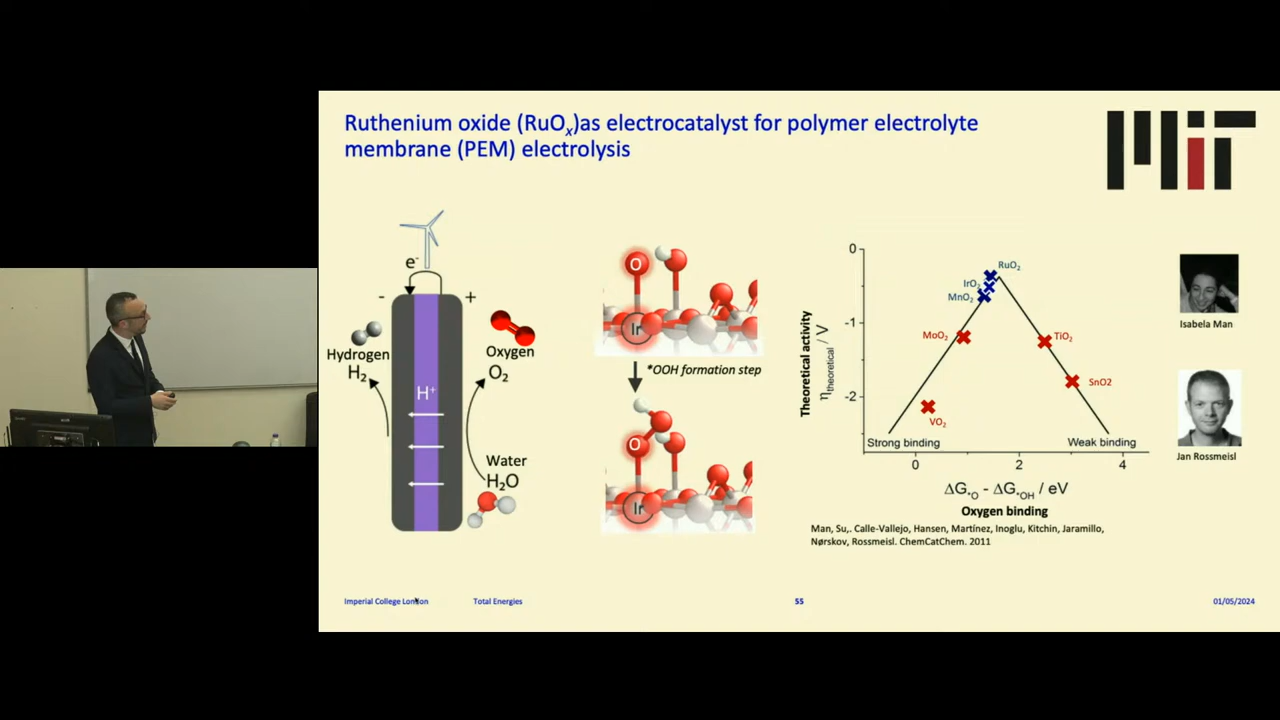 Ruthenium oxide (RuOx)as electrocatalyst for polymer electrolyte
membrane (PEM) electrolysis
MiT
e-
-
+
Hydrogen
H2
Oxygen
O2
H+
Water
H2O
O
Ir
*OOH formation step
O
Ir
Theoretical activity
ηtheoretical / V
0
-1
-2
RuO2
IrO2
MnO2
MoO2
TiO2
SnO2
VO2
Strong binding
Weak binding
0
2
4
ΔG*O - ΔG*OH / eV
Oxygen binding
Man, Su,. Calle-Vallejo, Hansen, Martínez, Inoglu, Kitchin, Jaramillo,
Nørskov, Rossmeisl. ChemCatChem. 2011
Isabela Man
Jan Rossmeisl
Imperial College London
Total Energies
55
01/05/2024